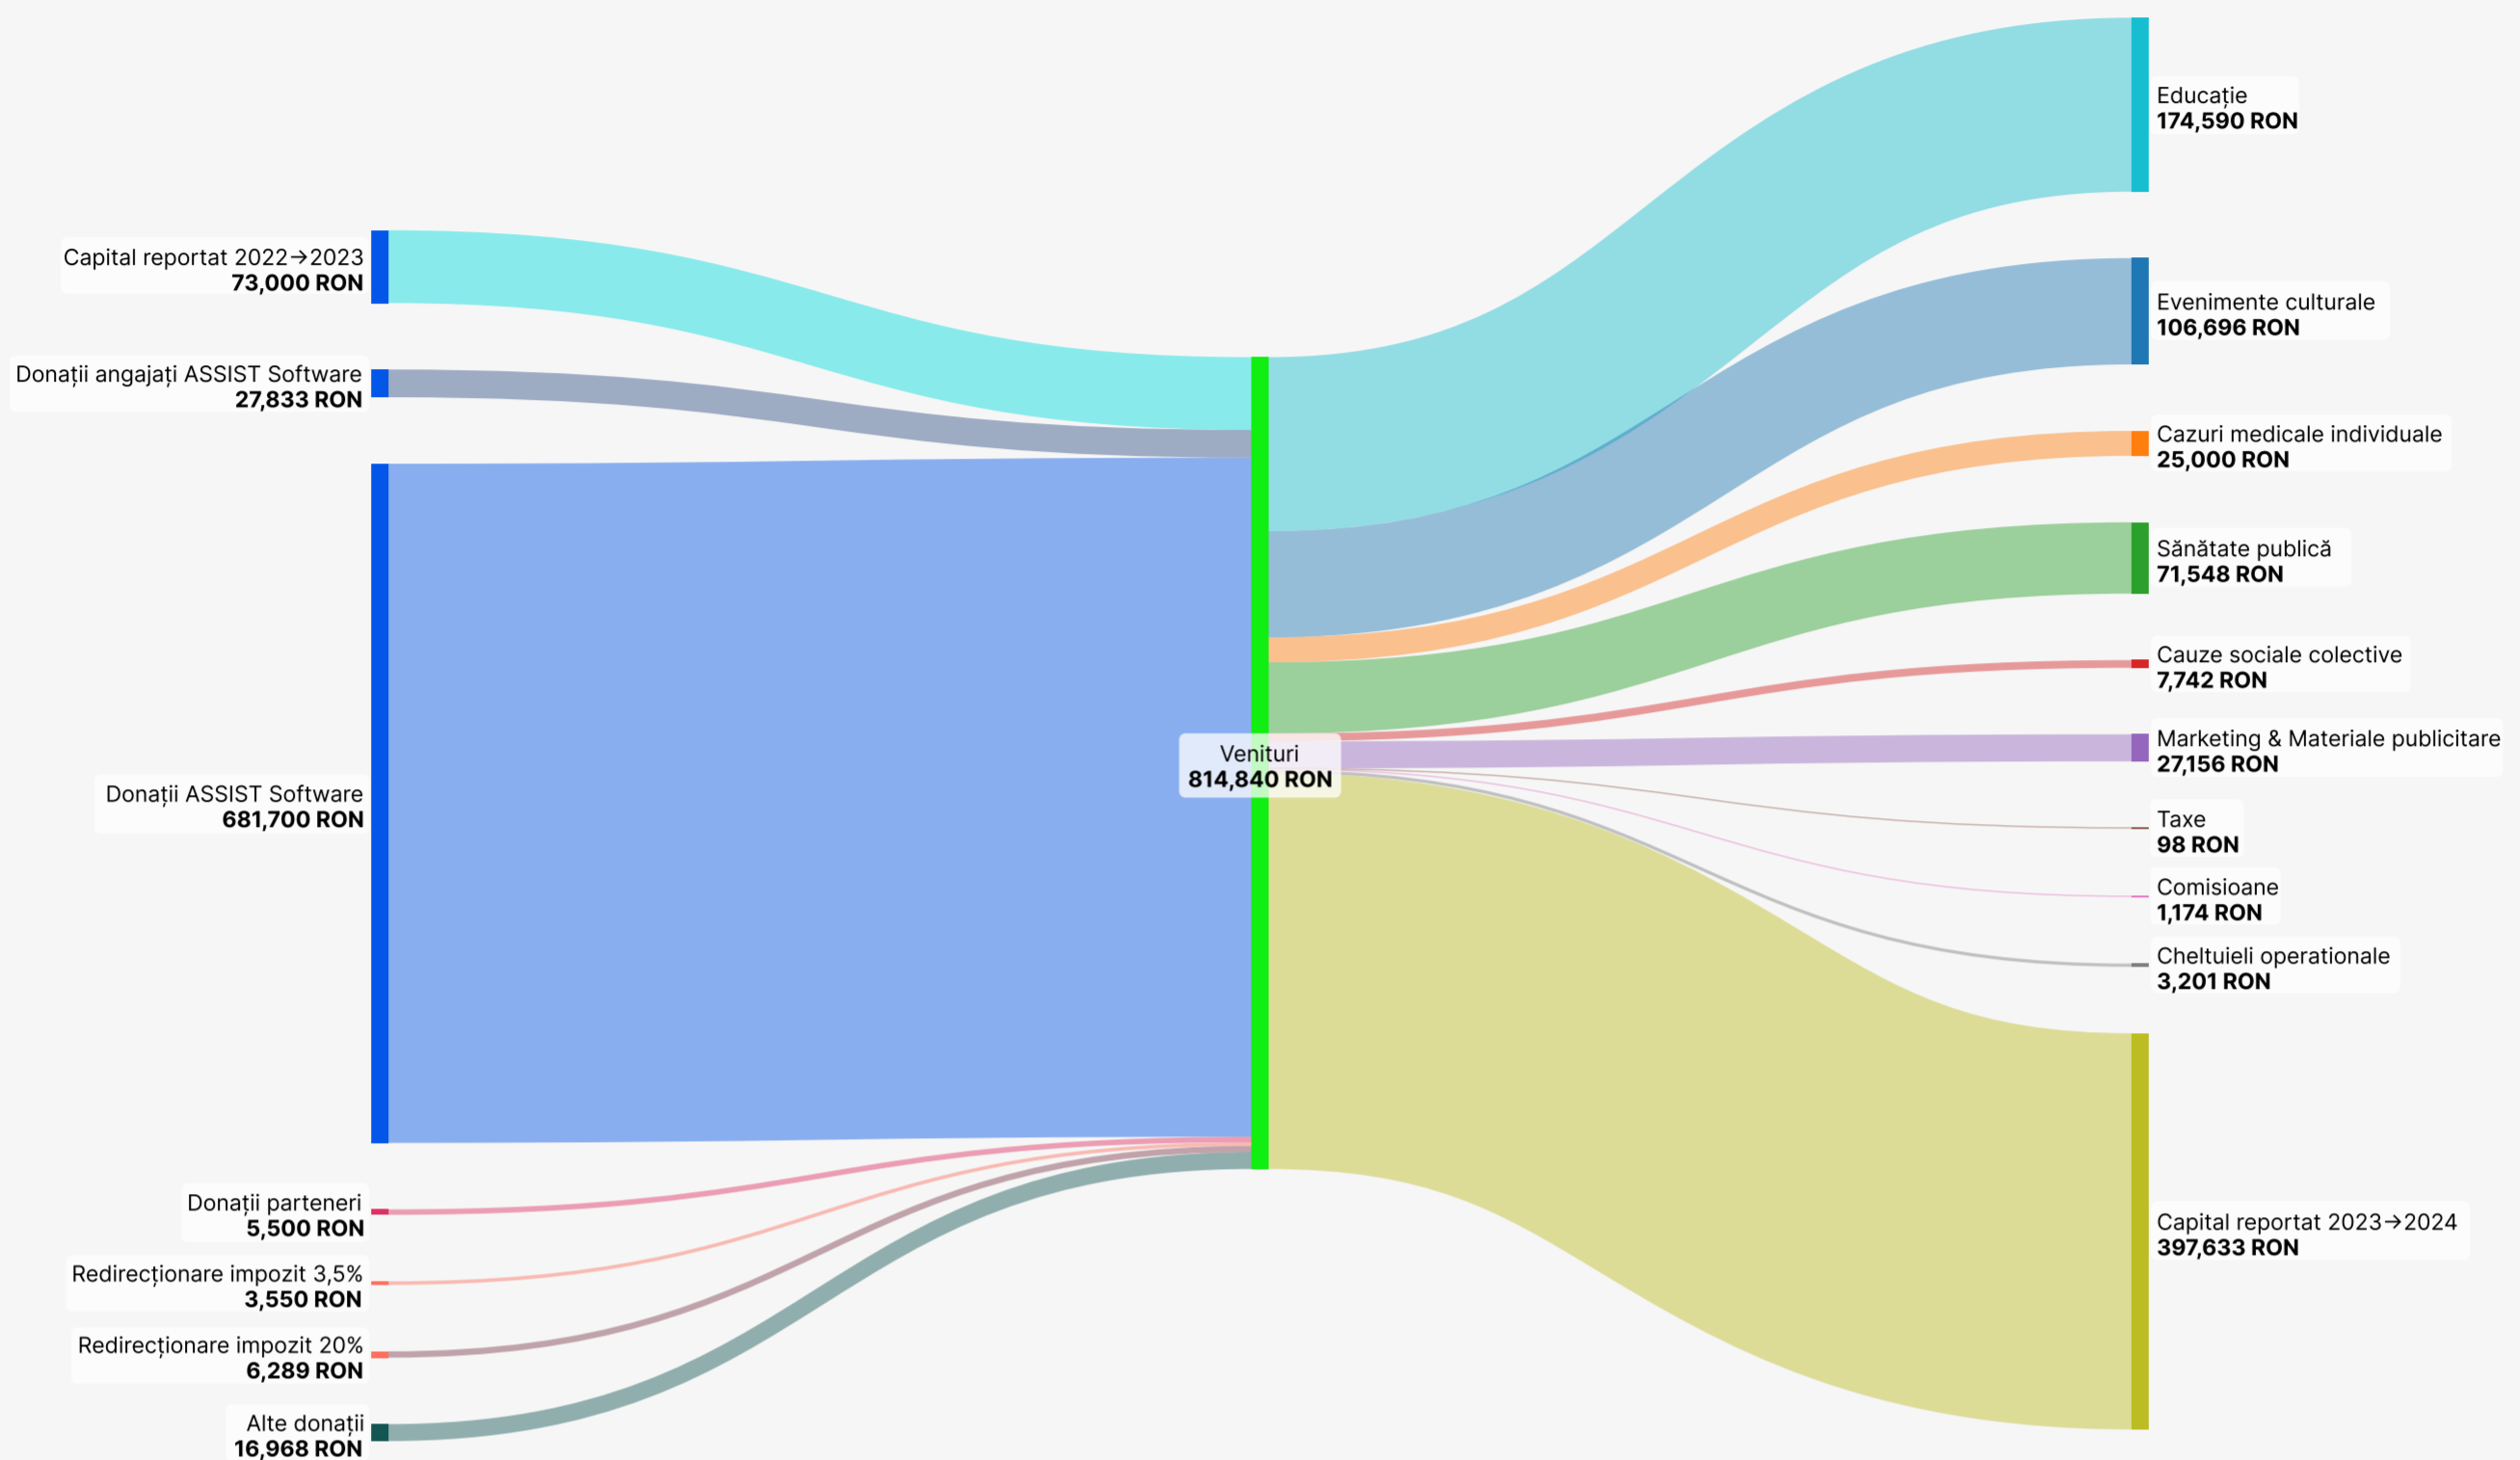 Capital reportat 2022→2023
73,000 RON
Donații angajați ASSIST Software
27,833 RON
Donații ASSIST Software
681,700 RON
Donații parteneri
5,500 RON
Redirecționare impozit 3,5%
3,550 RON
Redirecționare impozit 20%
6,289 RON
Alte donații
16,968 RON
Venituri
814,840 RON
Educație
174,590 RON
Evenimente culturale
106,696 RON
Cazuri medicale individuale
25,000 RON
Sănătate publică
71,548 RON
Cauze sociale colective
7,742 RON
Marketing & Materiale publicitare
27,156 RON
Taxe
98 RON
Comisioane
1,174 RON
Cheltuieli operationale
3,201 RON
Capital reportat 2023→2024
397,633 RON